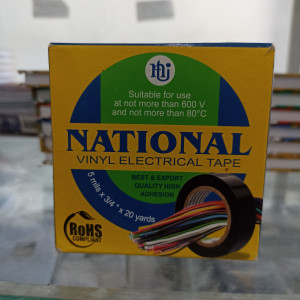 Suitable for use
at not more than 600 V
and not more than 80°C
NATIONAL
VINYL ELECTRICAL TAPE
5 mils x 3/4" x 20 yards
BEST & EXPORT
QUALITY HIGH
ADHESION
RoHS
COMPLIANT